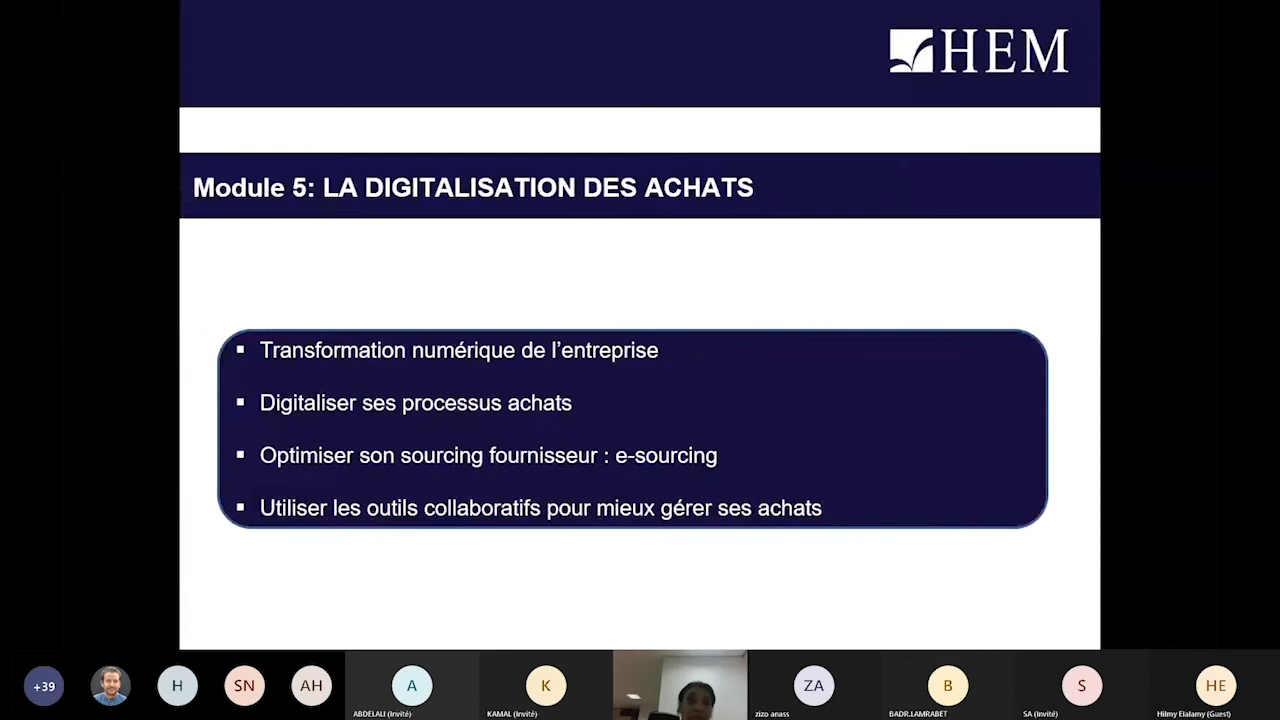 HEM
Module 5: LA DIGITALISATION DES ACHATS
Transformation numérique de l'entreprise
Digitaliser ses processus achats
Optimiser son sourcing fournisseur : e-sourcing
Utiliser les outils collaboratifs pour mieux gérer ses achats
+39
H
SN
AH
A
K
ZA
B
S
HE
ABDELALI (Invité)
KAMAL (Invité)
zizo anass
BADR.LAMRABET
SA (Invité)
Hilmy Elalamy (Guest)